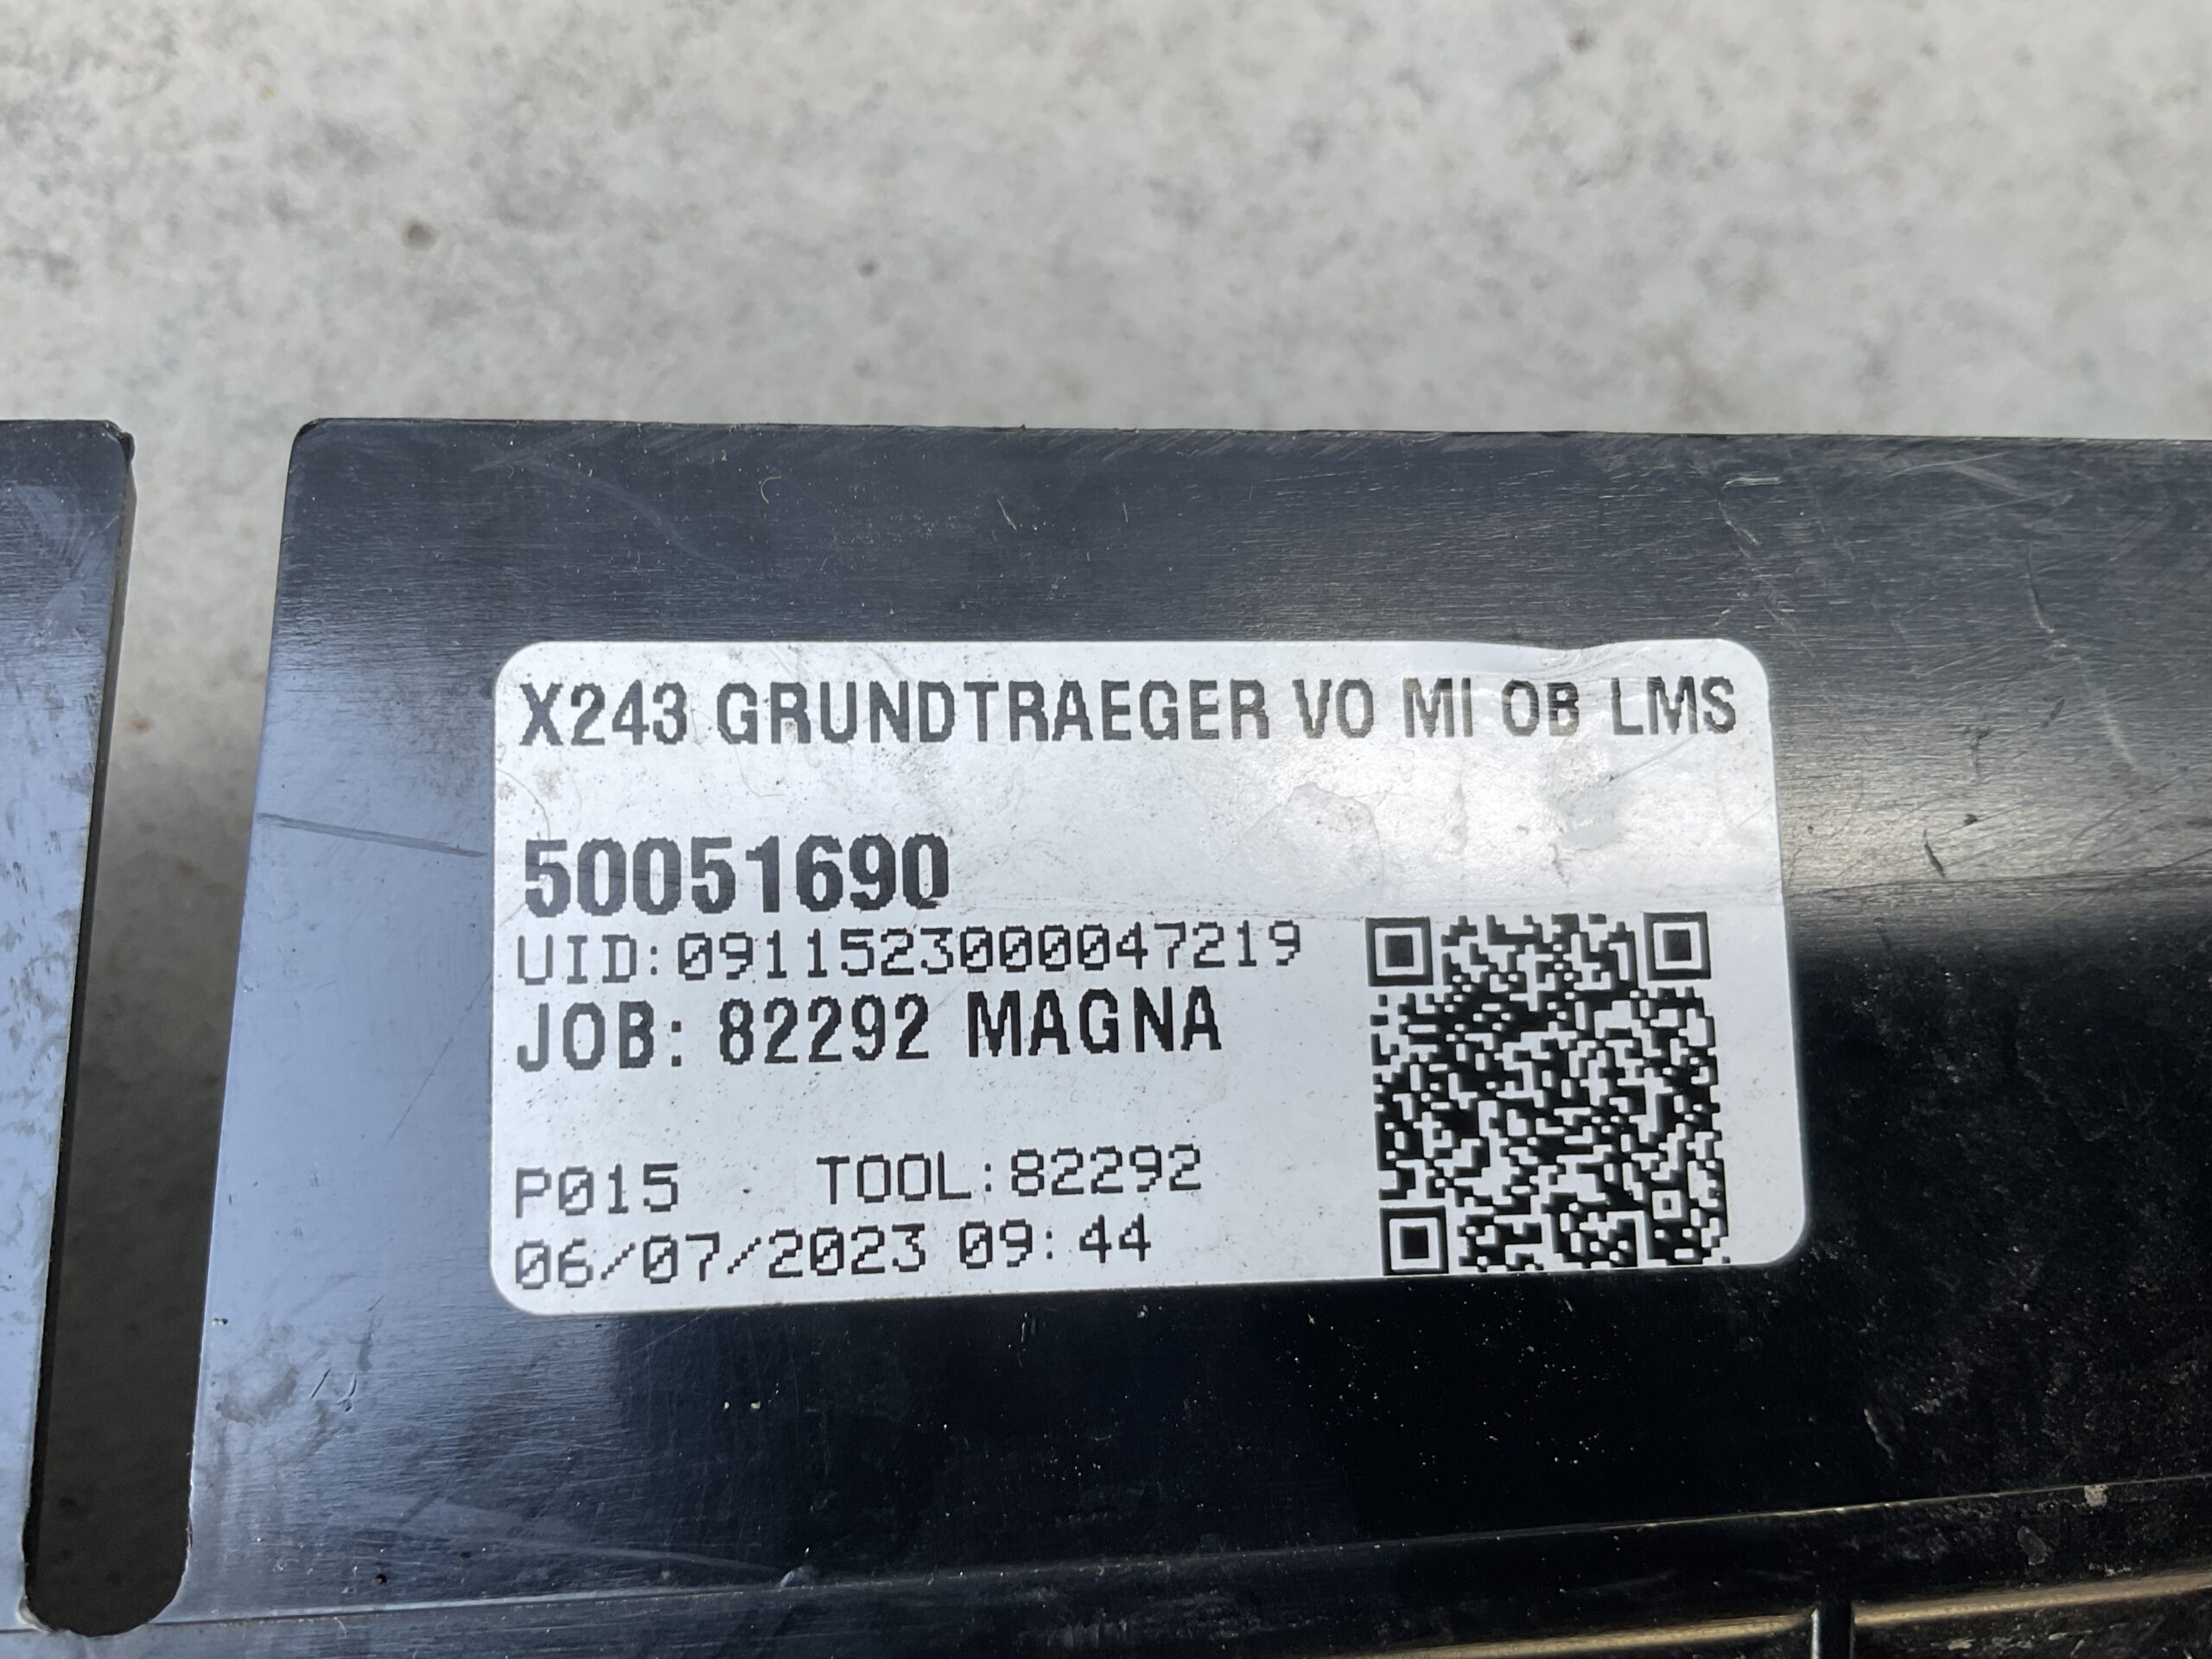 X243 GRUNDTRAEGER VO MI OB LMS
50051690
UID:0911523000047219
JOB: 82292 MAGNA
P015 TOOL:82292
06/07/2023 09:44